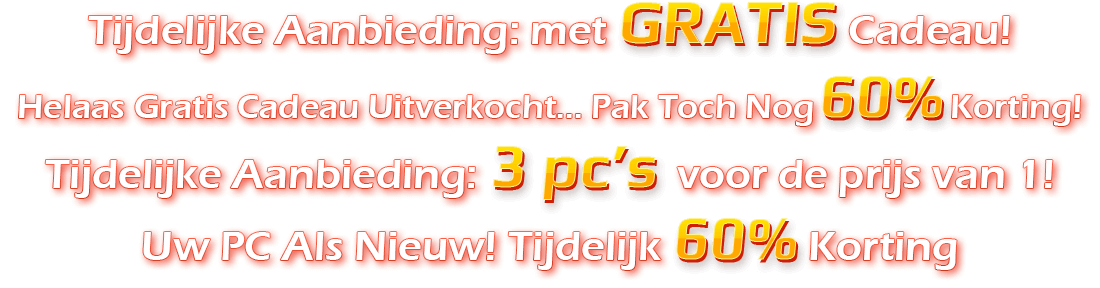 Tijdelijke Aanbieding: met GRATIS Cadeau!
Helaas Gratis Cadeau Uitverkocht... Pak Toch Nog 60% Korting!
Tijdelijke Aanbieding: 3 pc's voor de prijs van 1!
Uw PC Als Nieuw! Tijdelijk 60% Korting